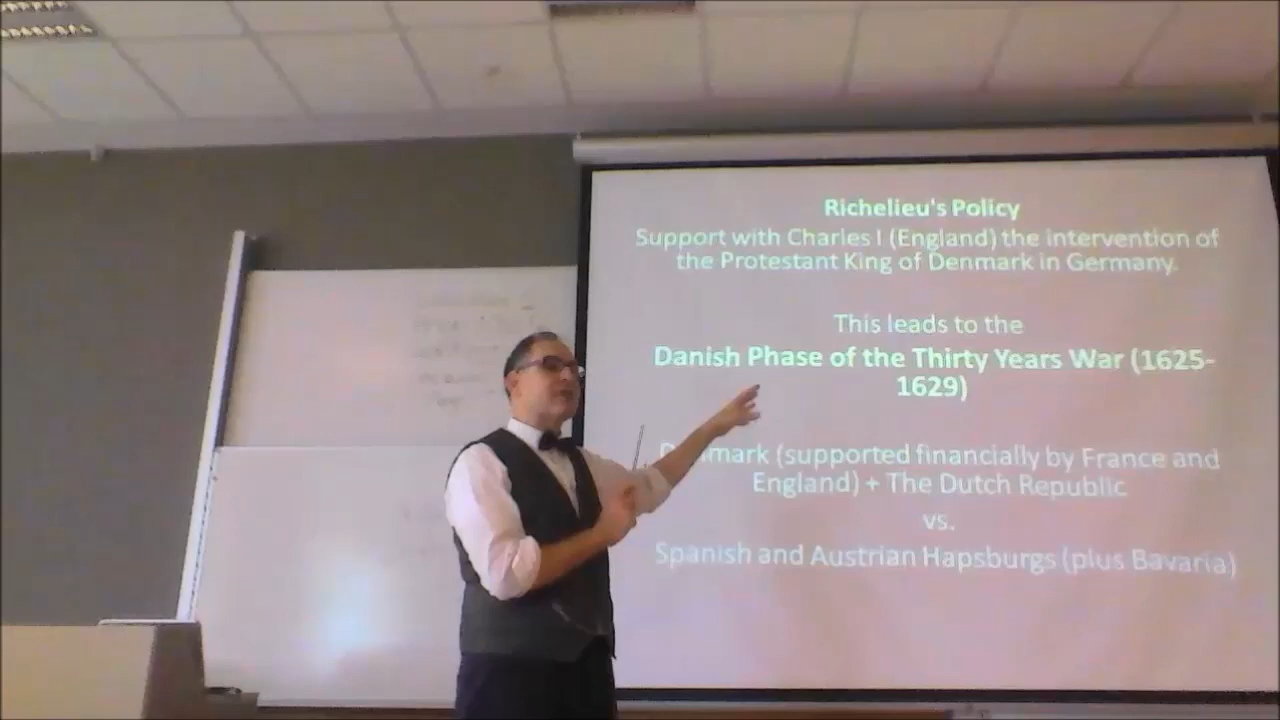 Richelieu's Policy
Support with Charles I (England) the intervention of
the Protestant King of Denmark in Germany.
This leads to the
Danish Phase of the Thirty Years War (1625-
1629)
Denmark (supported financially by France and
England) + The Dutch Republic
vs.
Spanish and Austrian Hapsburgs (plus Bavaria)